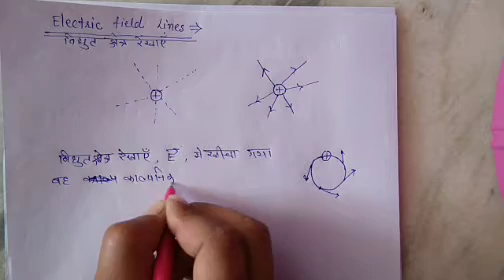 Electric field lines ⇒
विद्युत क्षेत्र रेखाएँ
विद्युत क्षेत्र रेखाएँ, E, में खींचा गया
वह काल्पनिक